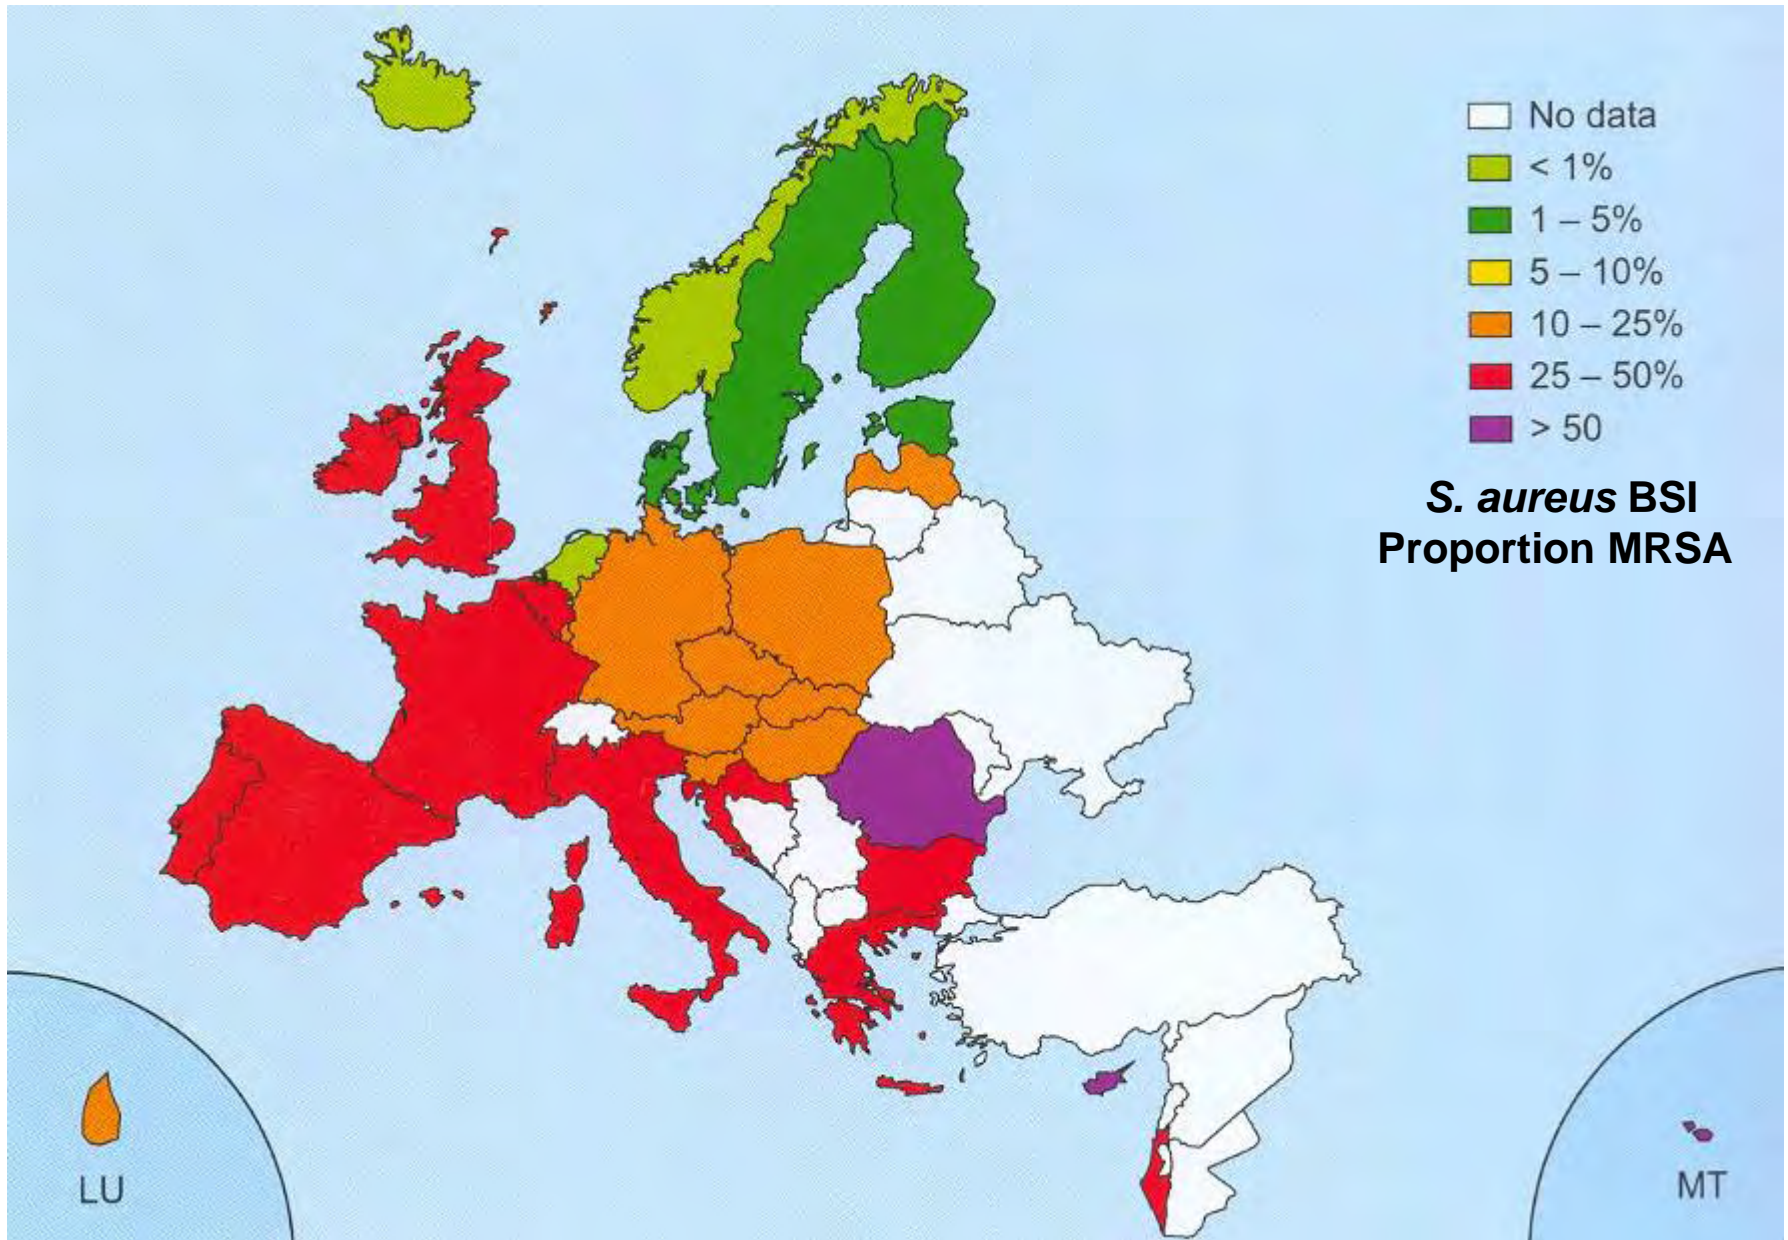 No data
< 1%
1 – 5%
5 – 10%
10 – 25%
25 – 50%
> 50
S. aureus BSI
Proportion MRSA
LU
MT